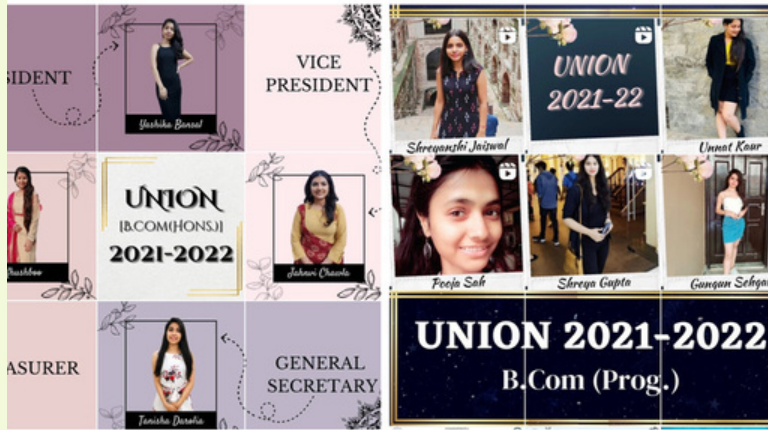 SIDENT
Yashika Bansal
VICE
PRESIDENT
UNION
[B.COM(HONS.)]
2021-2022
Khushboo
Jahnvi Chawla
ASURER
Tanisha Darolia
GENERAL
SECRETARY
Shreyanshi Jaiswal
UNION
2021-22
Unnat Kaur
Pooja Sah
Shreya Gupta
Gungun Sehga
UNION 2021-2022
B.Com (Prog.)